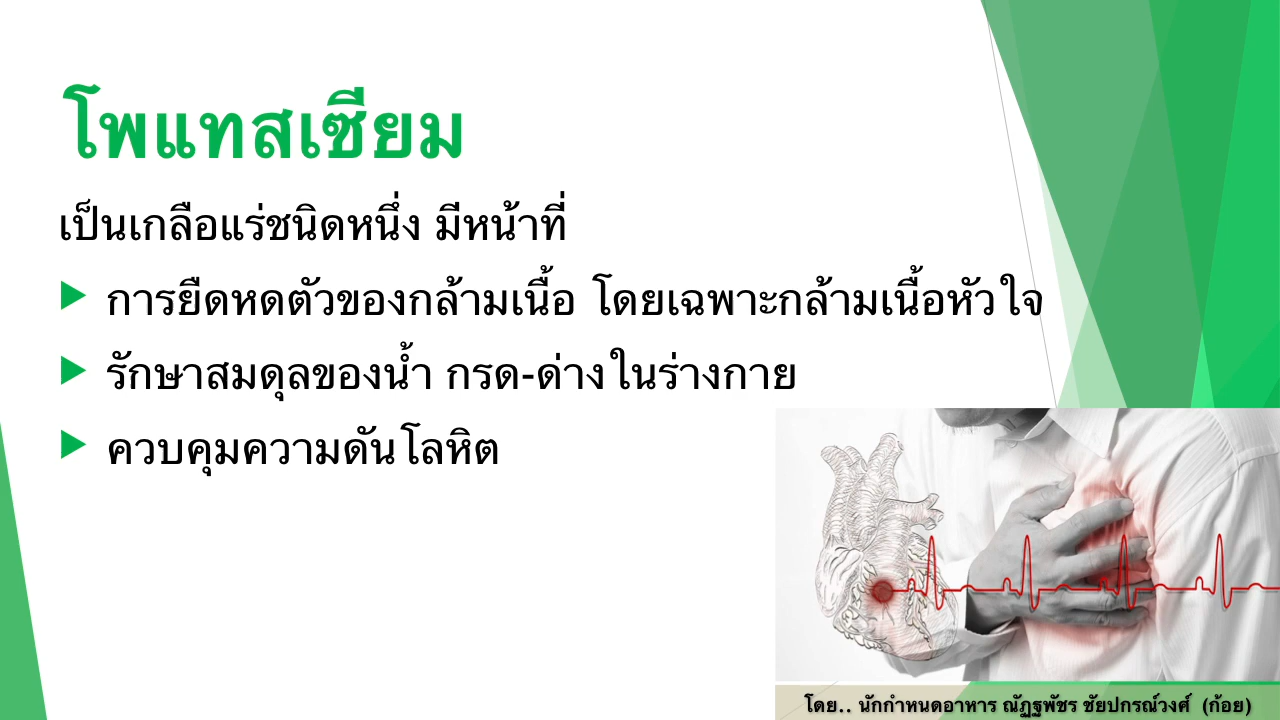 โพแทสเซียม
เป็นเกลือแร่ชนิดหนึ่ง มีหน้าที่
การยืดหดตัวของกล้ามเนื้อ โดยเฉพาะกล้ามเนื้อหัวใจ
รักษาสมดุลของน้ำ กรด-ด่างในร่างกาย
ควบคุมความดันโลหิต
โดย.. นักกำหนดอาหาร ณัฏฐพัชร ชัยปกรณ์วงศ์ (ก้อย)